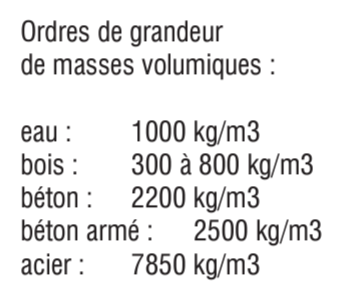 Ordres de grandeur
de masses volumiques :
eau : 1000 kg/m3
bois : 300 à 800 kg/m3
béton : 2200 kg/m3
béton armé : 2500 kg/m3
acier : 7850 kg/m3